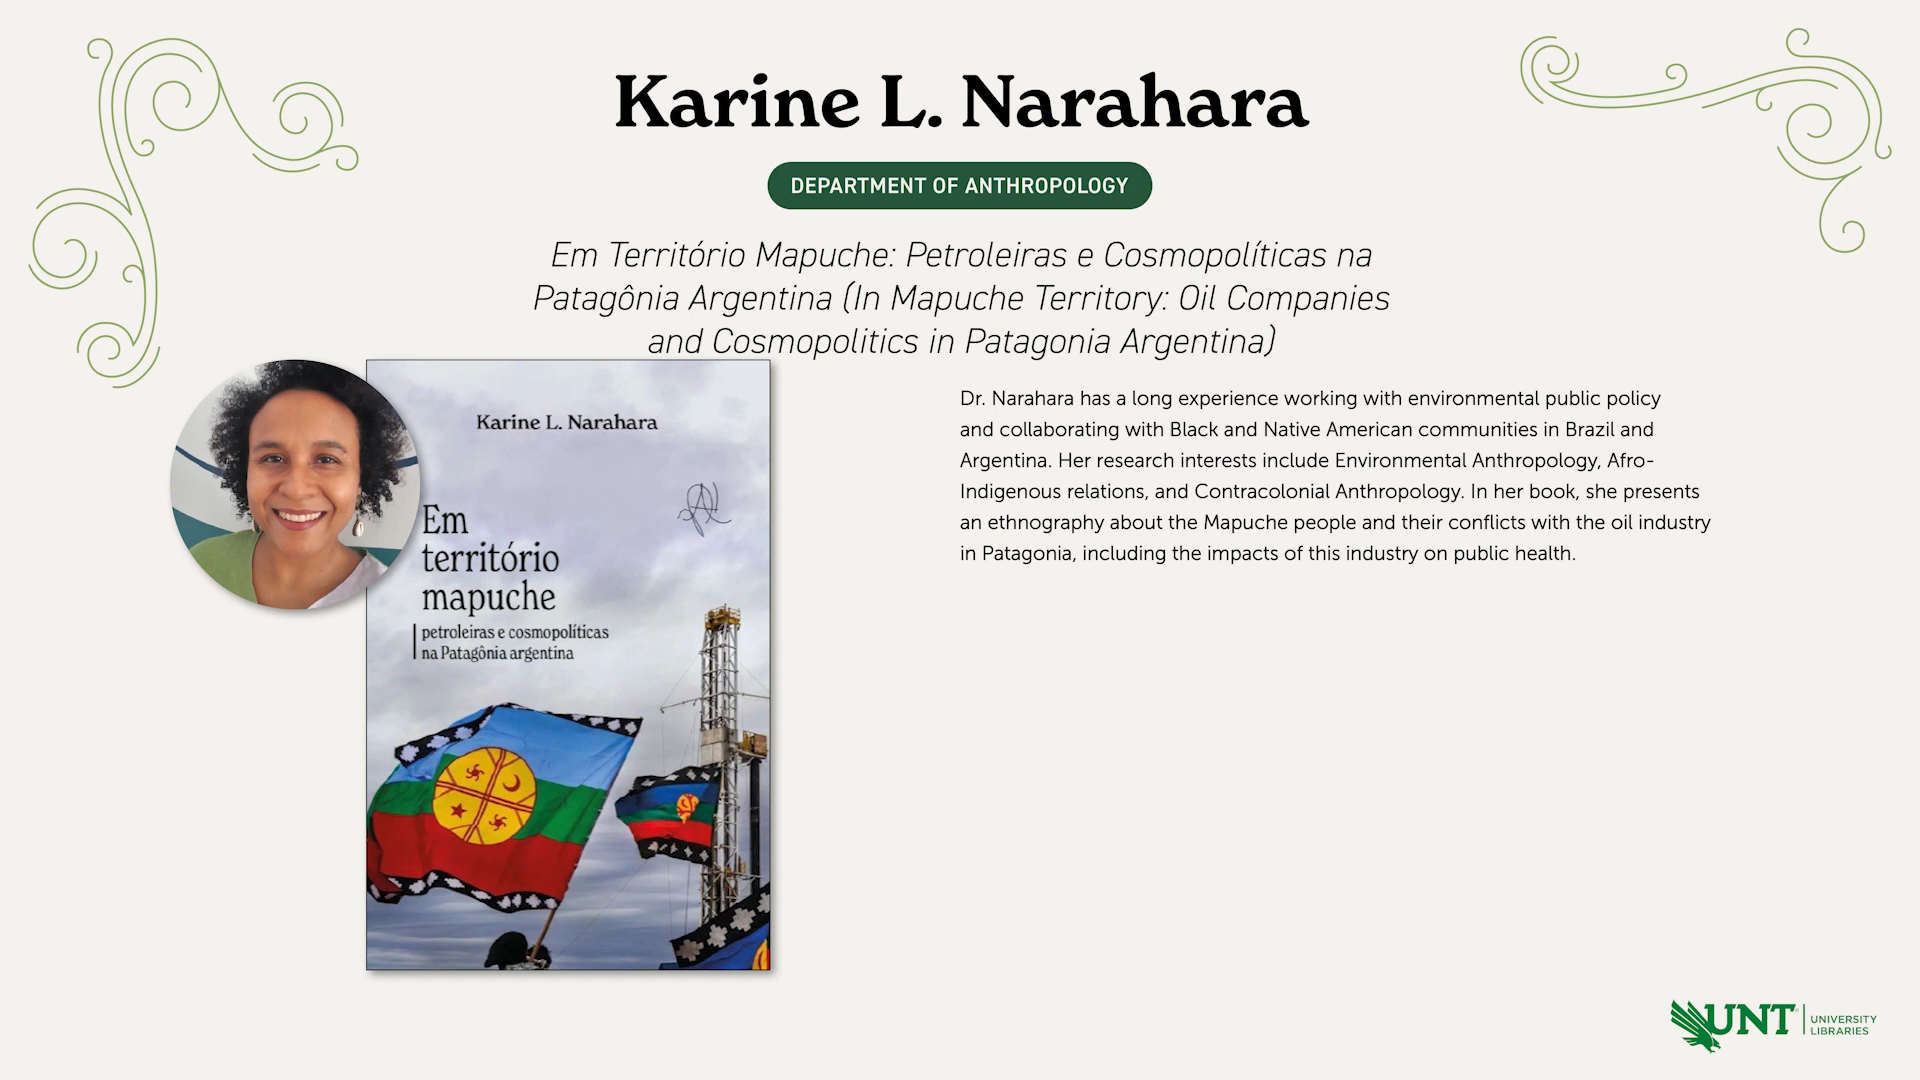 Karine L. Narahara
DEPARTMENT OF ANTHROPOLOGY
Em Território Mapuche: Petroleiras e Cosmopolíticas na
Patagônia Argentina (In Mapuche Territory: Oil Companies
and Cosmopolitics in Patagonia Argentina)
Karine L. Narahara
Em
território
mapuche
petroleiras e cosmopolíticas
na Patagônia argentina
Dr. Narahara has a long experience working with environmental public policy
and collaborating with Black and Native American communities in Brazil and
Argentina. Her research interests include Environmental Anthropology, Afro-
Indigenous relations, and Contracolonial Anthropology. In her book, she presents
an ethnography about the Mapuche people and their conflicts with the oil industry
in Patagonia, including the impacts of this industry on public health.
UNT
UNIVERSITY
LIBRARIES